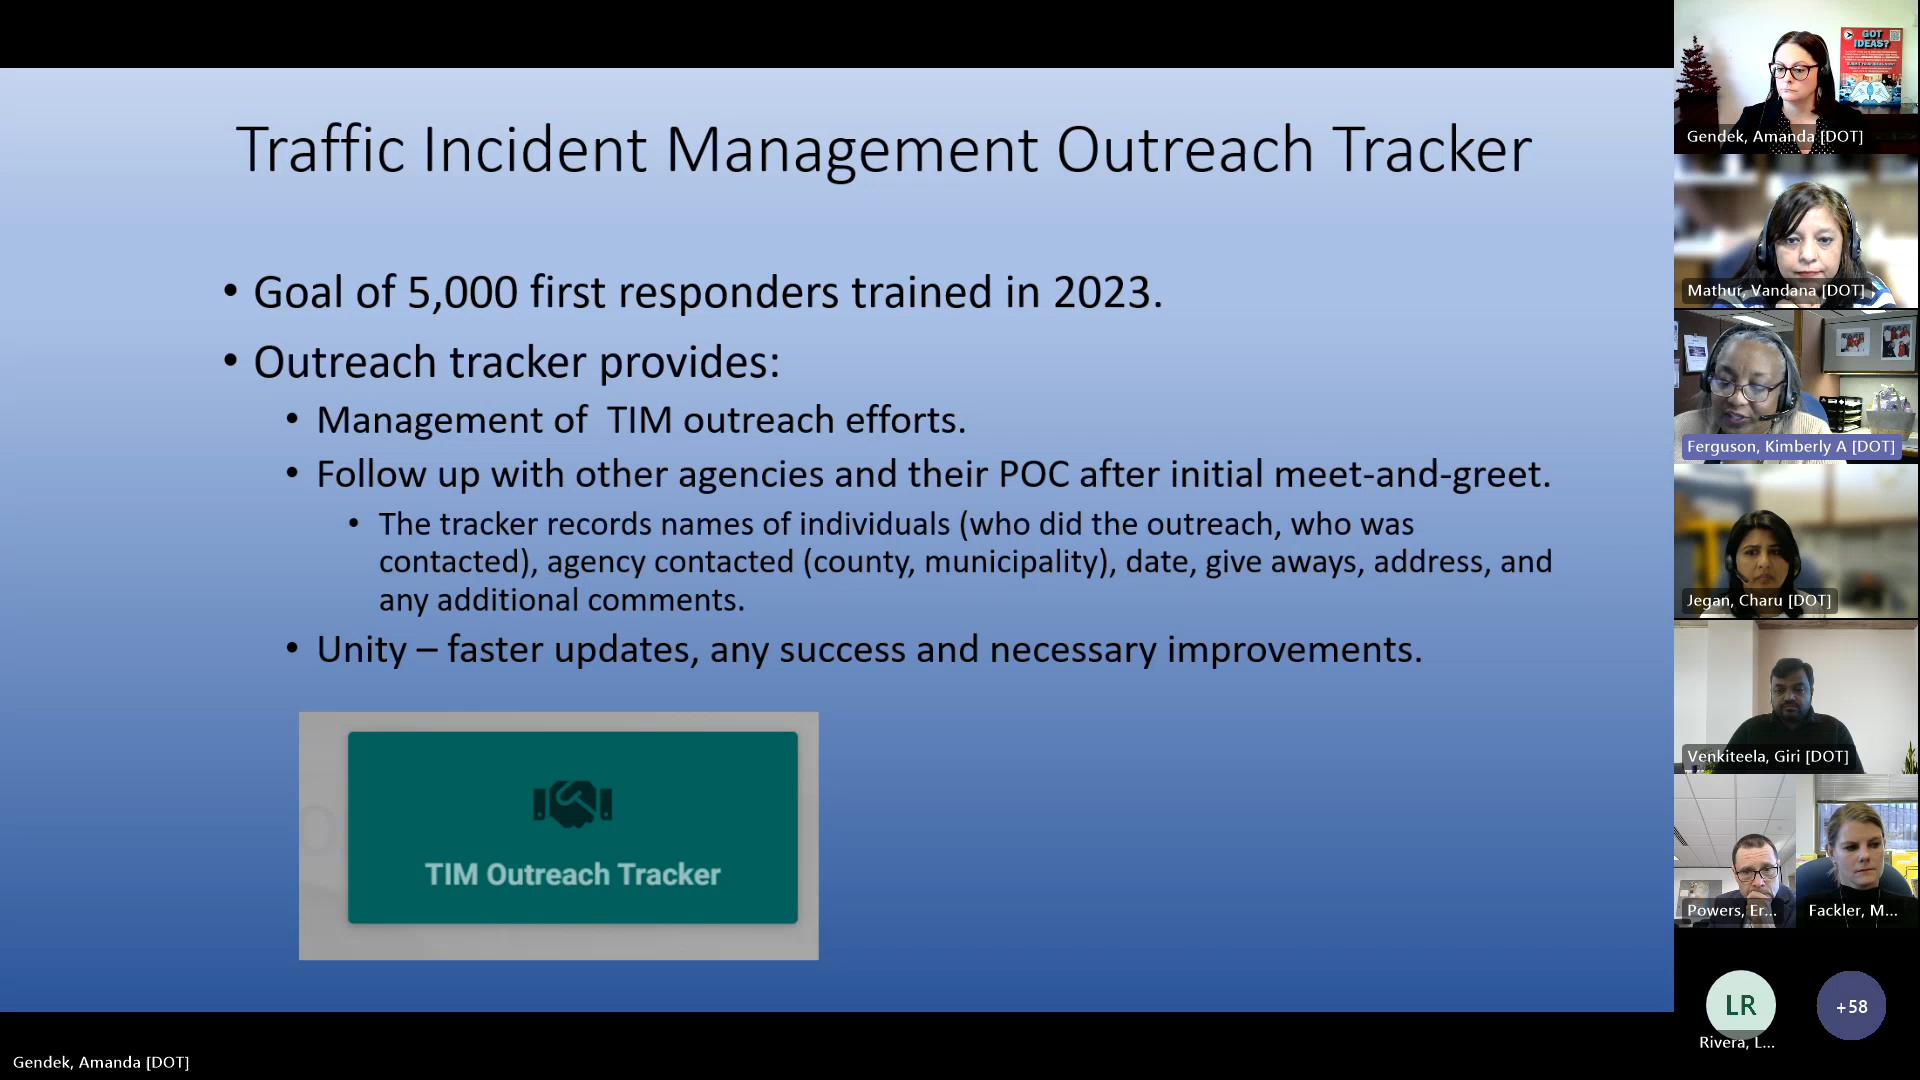 Traffic Incident Management Outreach Tracker
• Goal of 5,000 first responders trained in 2023.
• Outreach tracker provides:
• Management of  TIM outreach efforts.
• Follow up with other agencies and their POC after initial meet-and-greet.
• The tracker records names of individuals (who did the outreach, who was
contacted), agency contacted (county, municipality), date, give aways, address, and
any additional comments.
• Unity – faster updates, any success and necessary improvements.
TIM Outreach Tracker
Gendek, Amanda [DOT]
GOT
IDEAS?
Gendek, Amanda [DOT]
Mathur, Vandana [DOT]
Ferguson, Kimberly A [DOT]
Jegan, Charu [DOT]
Venkiteela, Giri [DOT]
Powers, Er...
Fackler, M...
LR
Rivera, L...
+58